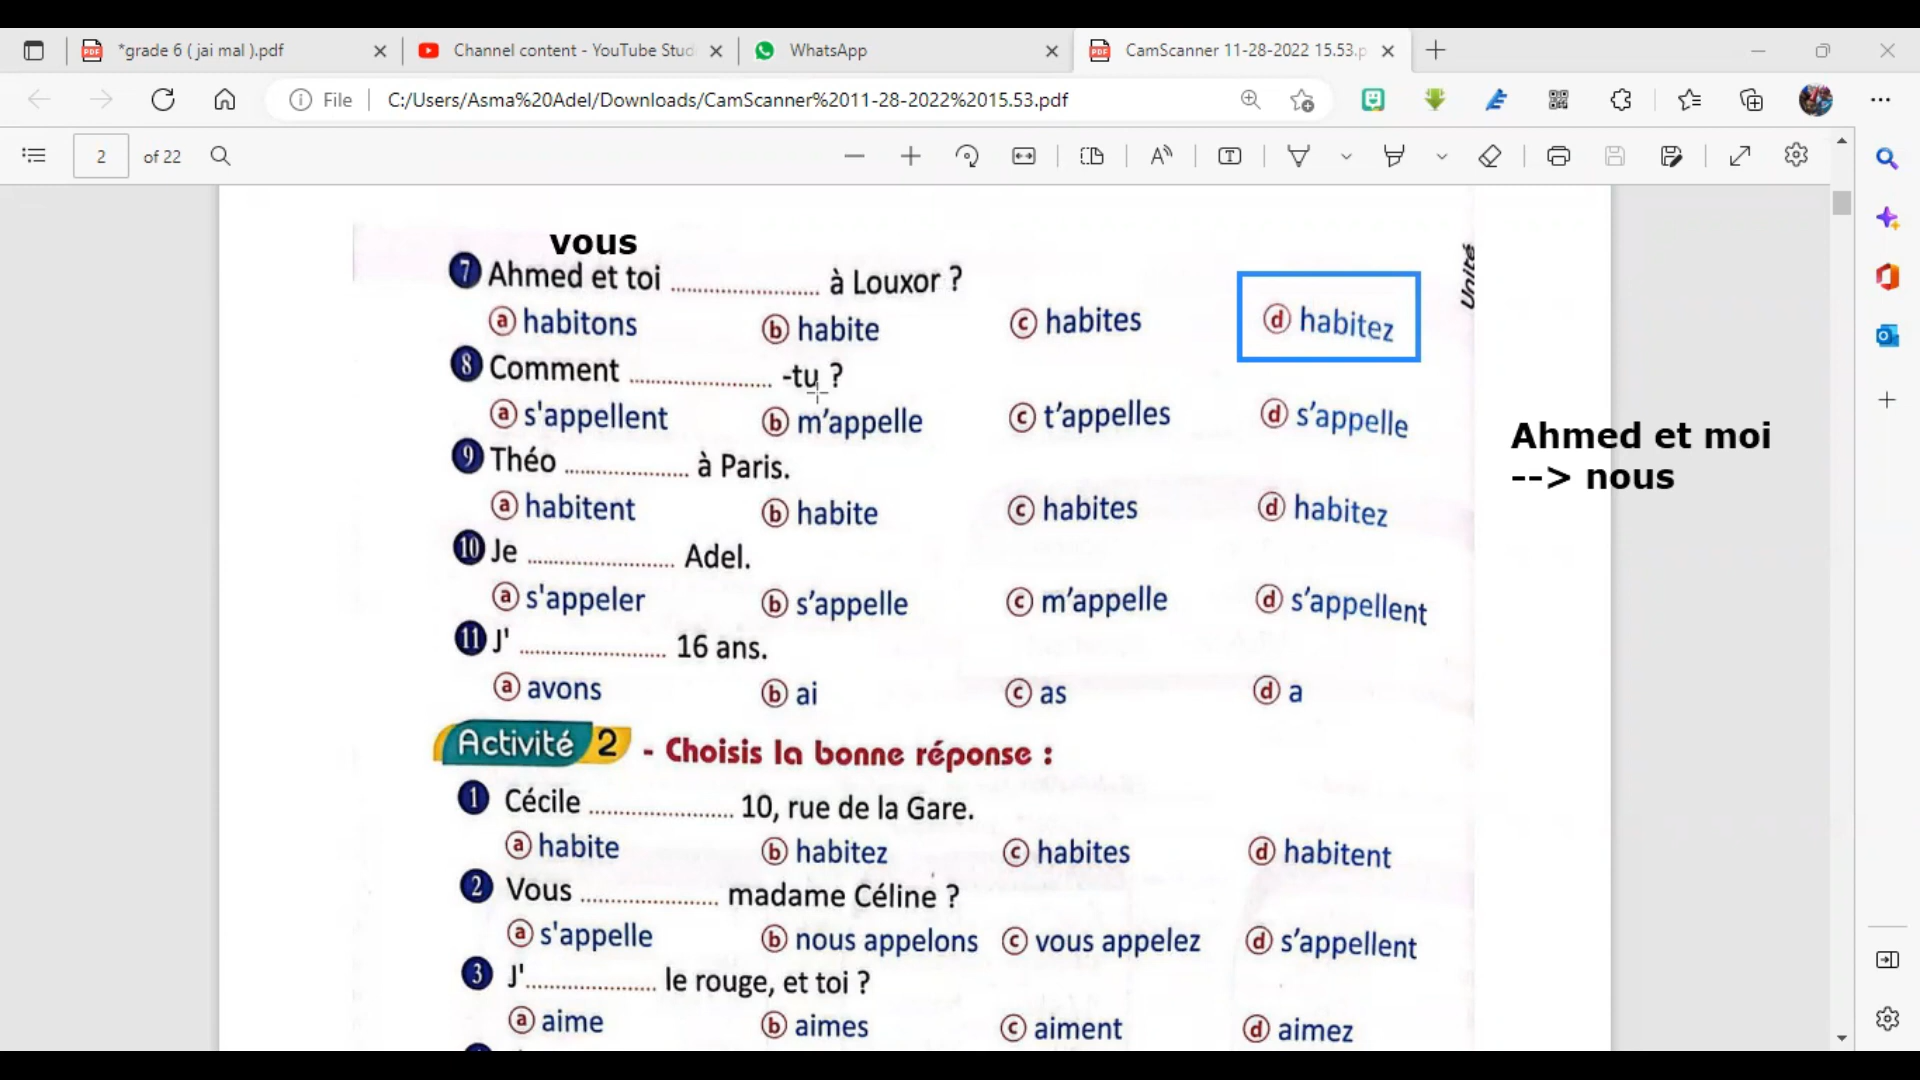 *grade 6 ( jai mal ).pdf
Channel content - YouTube Stud
WhatsApp
CamScanner 11-28-2022 15.53.p
File
C:/Users/Asma%20Adel/Downloads/CamScanner%2011-28-2022%2015.53.pdf
2 of 22
vous
7 Ahmed et toi ........................ à Louxor ?
a habitons b habite c habites d habitez
8 Comment ........................ -tu ?
a s'appellent b m'appelle c t'appelles d s'appelle
9 Théo ..................... à Paris.
a habitent b habite c habites d habitez
10 Je ........................ Adel.
a s'appeler b s'appelle c m'appelle d s'appellent
11 J' ........................ 16 ans.
a avons b ai c as d a
Unité
Ahmed et moi
--> nous
Activité 2 - Choisis la bonne réponse :
1 Cécile ........................ 10, rue de la Gare.
a habite b habitez c habites d habitent
2 Vous ....................... madame Céline ?
a s'appelle b nous appelons c vous appelez d s'appellent
3 J'...................... le rouge, et toi ?
a aime b aimes c aiment d aimez